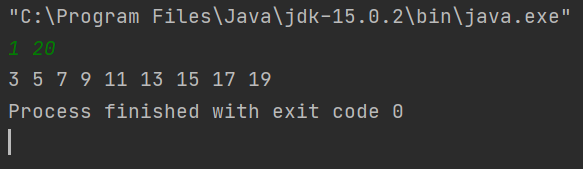 "C:\Program Files\Java\jdk-15.0.2\bin\java.exe"
1 20
3 5 7 9 11 13 15 17 19
Process finished with exit code 0